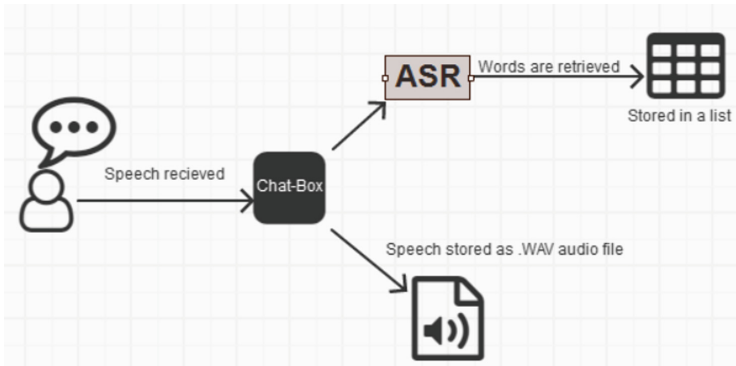 Speech recieved
Chat-Box
ASR
Words are retrieved
Stored in a list
Speech stored as .WAV audio file